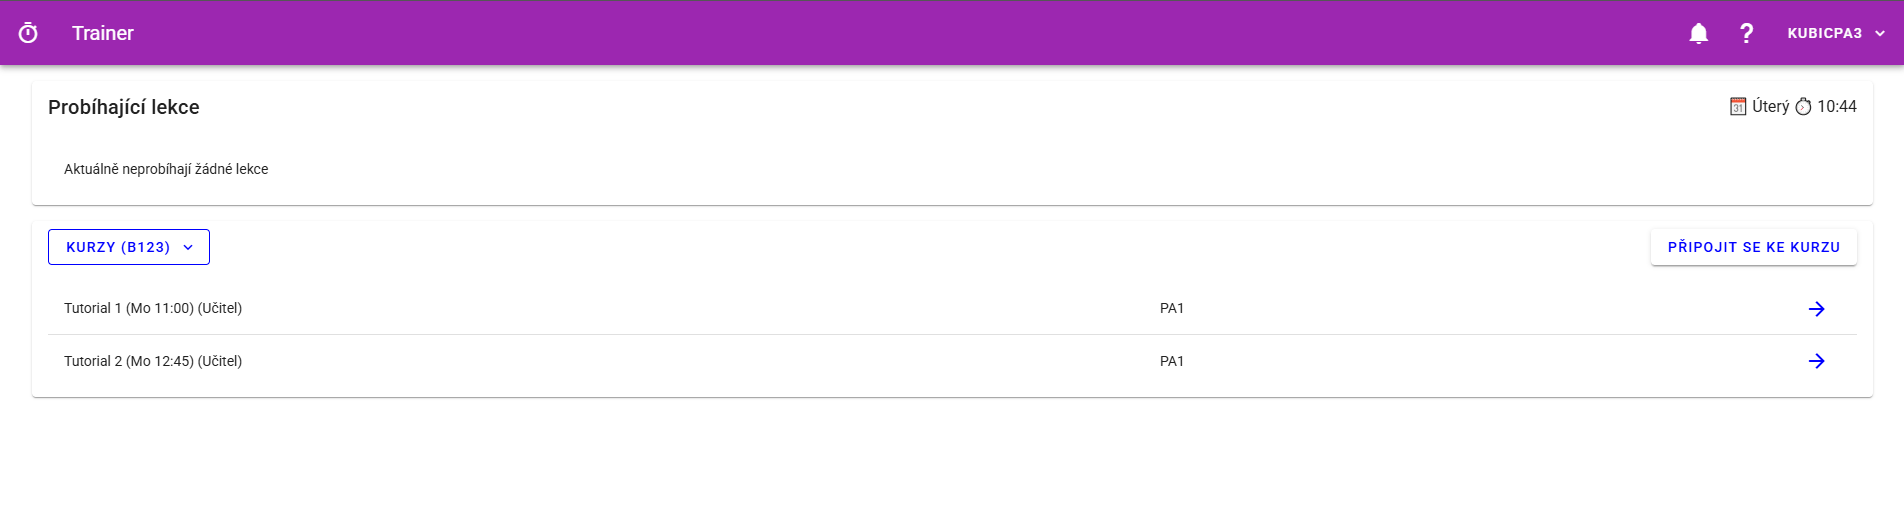 Trainer
? KUBICPA3
Probíhající lekce
31 Úterý 10:44
Aktuálně neprobíhají žádné lekce
KURZY (B123)
PŘIPOJIT SE KE KURZU
Tutorial 1 (Mo 11:00) (Učitel) PA1
Tutorial 2 (Mo 12:45) (Učitel) PA1